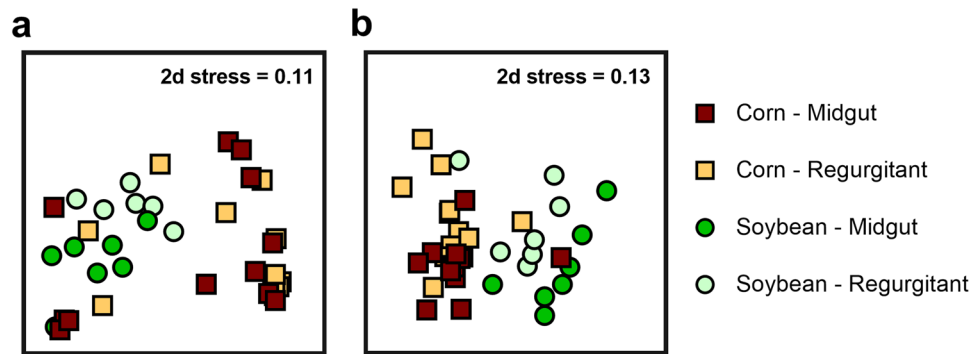 a
2d stress = 0.11
b
2d stress = 0.13
Corn - Midgut
Corn - Regurgitant
Soybean - Midgut
Soybean - Regurgitant